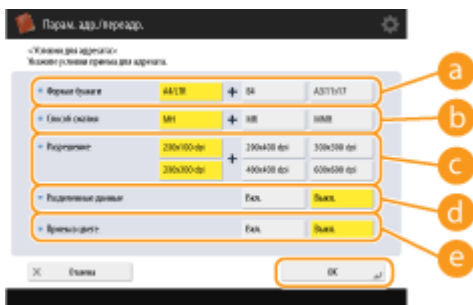 Парам. адр./переадр.
<Условия для адресата>
Укажите условия приема для адресата.
Формат бумаги A4/LTR + B4 A3/11x17
a
Способ сжатия MH + MR MMR
b
Разрешение 200x100 dpi 200x400 dpi 300x300 dpi
+
200x200 dpi 400x400 dpi 600x600 dpi
c
Разделенные данные Вкл. Выкл.
d
Прием в цвете Вкл. Выкл.
e
× Отмена OK